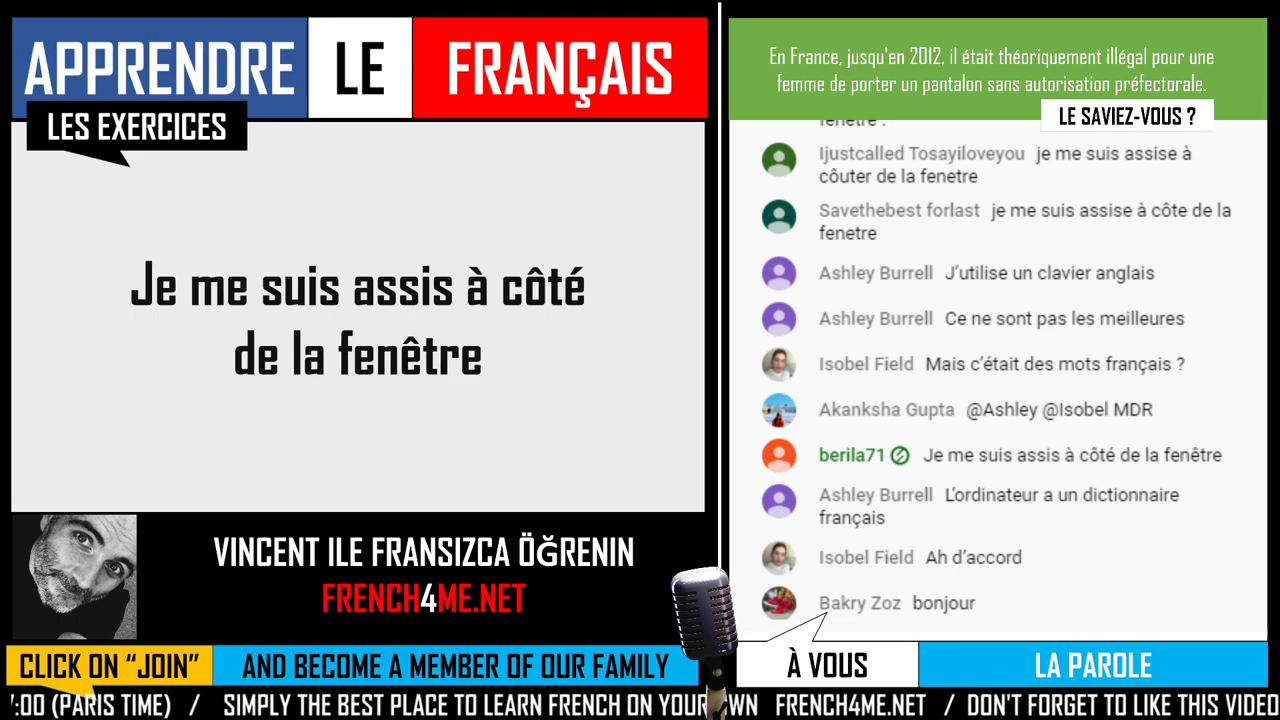 APPRENDRE LE FRANÇAIS
LES EXERCICES
Je me suis assis à côté
de la fenêtre
VINCENT ILE FRANSIZCA ÖĞRENIN
FRENCH4ME.NET
CLICK ON “JOIN” AND BECOME A MEMBER OF OUR FAMILY
En France, jusqu'en 2012, il était théoriquement illégal pour une
femme de porter un pantalon sans autorisation préfectorale.
LE SAVIEZ-VOUS ?
fenêtre .
Ijustcalled Tosayiloveyou je me suis assise à
côuter de la fenetre
Savethebest forlast je me suis assise à côte de la
fenetre
Ashley Burrell J’utilise un clavier anglais
Ashley Burrell Ce ne sont pas les meilleures
Isobel Field Mais c’était des mots français ?
Akanksha Gupta @Ashley @Isobel MDR
berila71 Je me suis assis à côté de la fenêtre
Ashley Burrell L’ordinateur a un dictionnaire
français
Isobel Field Ah d’accord
Bakry Zoz bonjour
À VOUS LA PAROLE
:00 (PARIS TIME) / SIMPLY THE BEST PLACE TO LEARN FRENCH ON YOUR WN FRENCH4ME.NET / DON'T FORGET TO LIKE THIS VIDEO